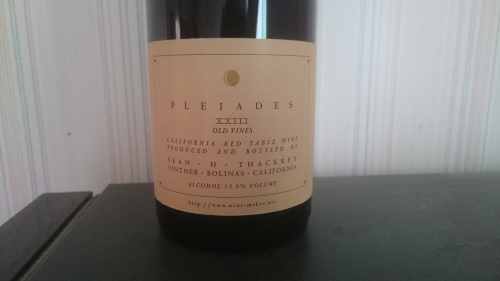 PLEIADES
XXIII
OLD VINES
CALIFORNIA RED TABLE WINE
PRODUCED AND BOTTLED BY
SEAN · H · THACKREY
VINTNER · BOLINAS · CALIFORNIA
ALCOHOL 13.9% VOLUME
http://www.wine-maker.net